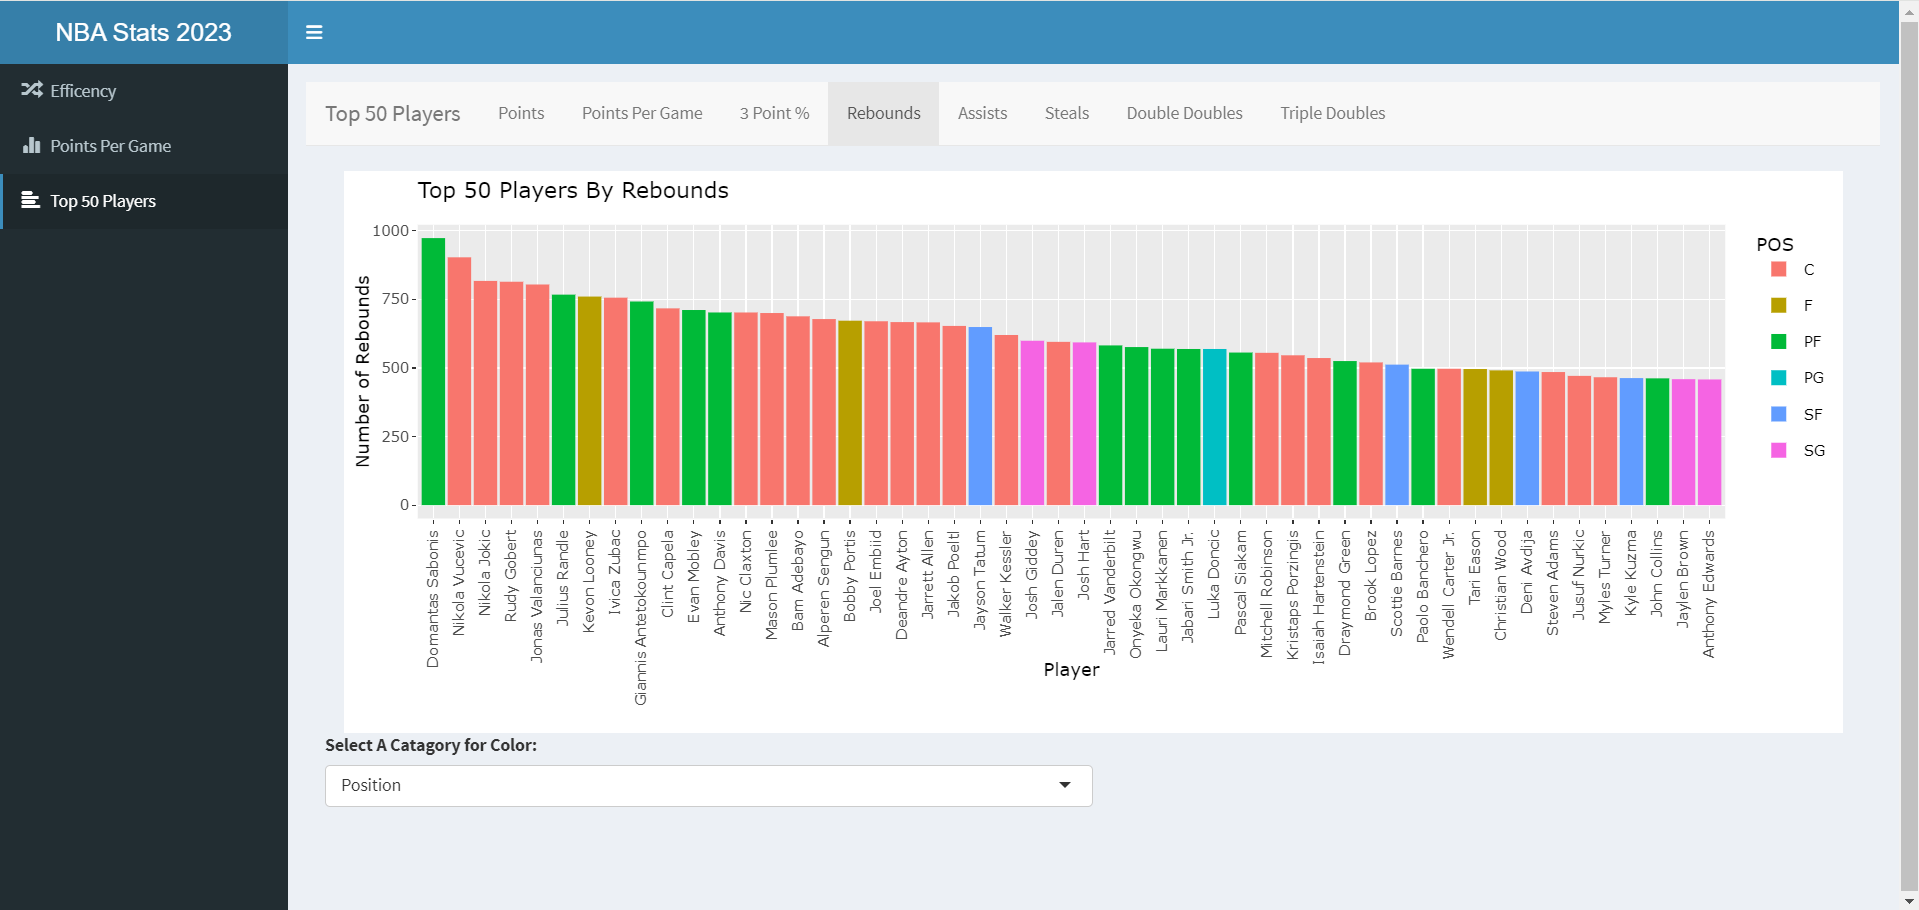 NBA Stats 2023
Efficency
Points Per Game
Top 50 Players
Top 50 Players Points Points Per Game 3 Point % Rebounds Assists Steals Double Doubles Triple Doubles
Top 50 Players By Rebounds
Number of Rebounds
1000
750
500
250
0
Domantas Sabonis
Nikola Vucevic
Nikola Jokic
Rudy Gobert
Jonas Valanciunas
Julius Randle
Kevon Looney
Ivica Zubac
Giannis Antetokounmpo
Clint Capela
Evan Mobley
Anthony Davis
Nic Claxton
Mason Plumlee
Bam Adebayo
Alperen Sengun
Bobby Portis
Joel Embiid
Deandre Ayton
Jarrett Allen
Jakob Poeltl
Jayson Tatum
Walker Kessler
Josh Giddey
Jalen Duren
Josh Hart
Jarred Vanderbilt
Onyeka Okongwu
Lauri Markkanen
Jabari Smith Jr.
Luka Doncic
Pascal Siakam
Mitchell Robinson
Kristaps Porzingis
Isaiah Hartenstein
Draymond Green
Brook Lopez
Scottie Barnes
Paolo Banchero
Wendell Carter Jr.
Tari Eason
Christian Wood
Deni Avdija
Steven Adams
Jusuf Nurkic
Myles Turner
Kyle Kuzma
John Collins
Jaylen Brown
Anthony Edwards
Player
POS
C
F
PF
PG
SF
SG
Select A Catagory for Color:
Position